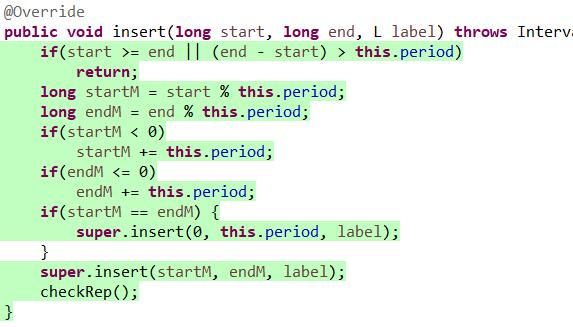 @Override
public void insert(long start, long end, L label) throws Interva
    if(start >= end || (end - start) > this.period)
        return;
    long startM = start % this.period;
    long endM = end % this.period;
    if(startM < 0)
        startM += this.period;
    if(endM <= 0)
        endM += this.period;
    if(startM == endM) {
        super.insert(0, this.period, label);
    }
    super.insert(startM, endM, label);
    checkRep();
}